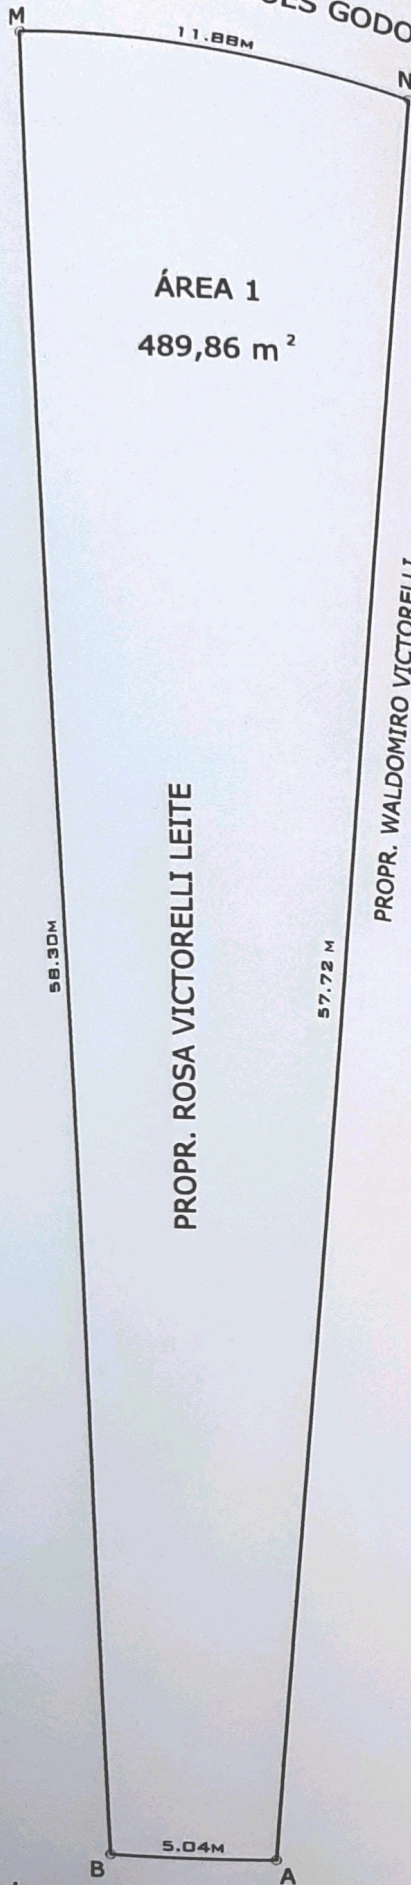 M
11.88M
N
ÁREA 1
489,86 m²
PROPR. WALDOMIRO VICTORELLI
PROPR. ROSA VICTORELLI LEITE
58.30M
57.72 M
5.04M
B
A